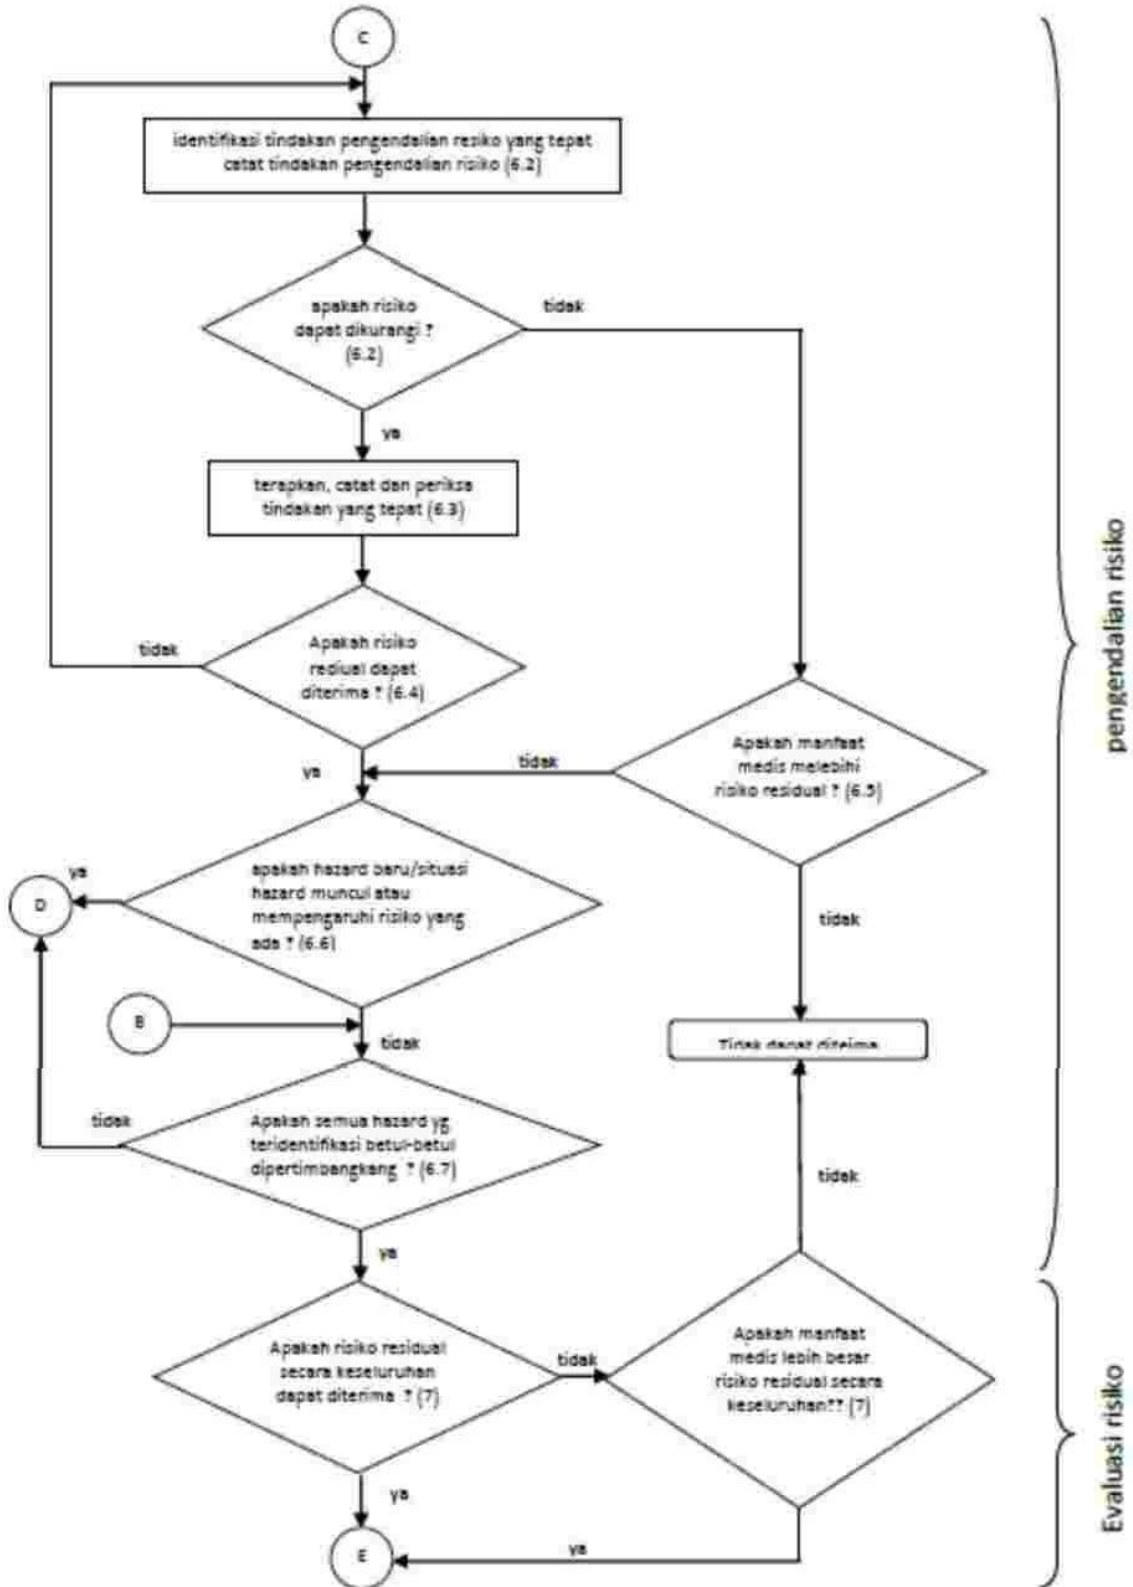 C
identifikasi tindakan pengendalian resiko yang tepat
catat tindakan pengendalian risiko (6.2)
apakah risiko
dapat dikurangi ?
(6.2)
tidak
ya
terapkan, catat dan periksa
tindakan yang tepat (6.3)
Apakah risiko
rediual dapat
diterima ? (6.4)
tidak
ya
tidak
Apakah manfaat
medis melebihi
risiko residual ? (6.5)
tidak
apakah hazard baru/situasi
hazard muncul atau
mempengaruhi risiko yang
ada ? (6.6)
ya
D
B
tidak
Tidak dapat diteima
Apakah semua hazard yg
teridentifikasi betul-betul
dipertimbangkang ? (6.7)
tidak
ya
tidak
Apakah risiko residual
secara keseluruhan
dapat diterima ? (7)
tidak
Apakah manfaat
medis lebih besar
risiko residual secara
keseluruhan?? (7)
ya
ya
E
pengendalian risiko
Evaluasi risiko